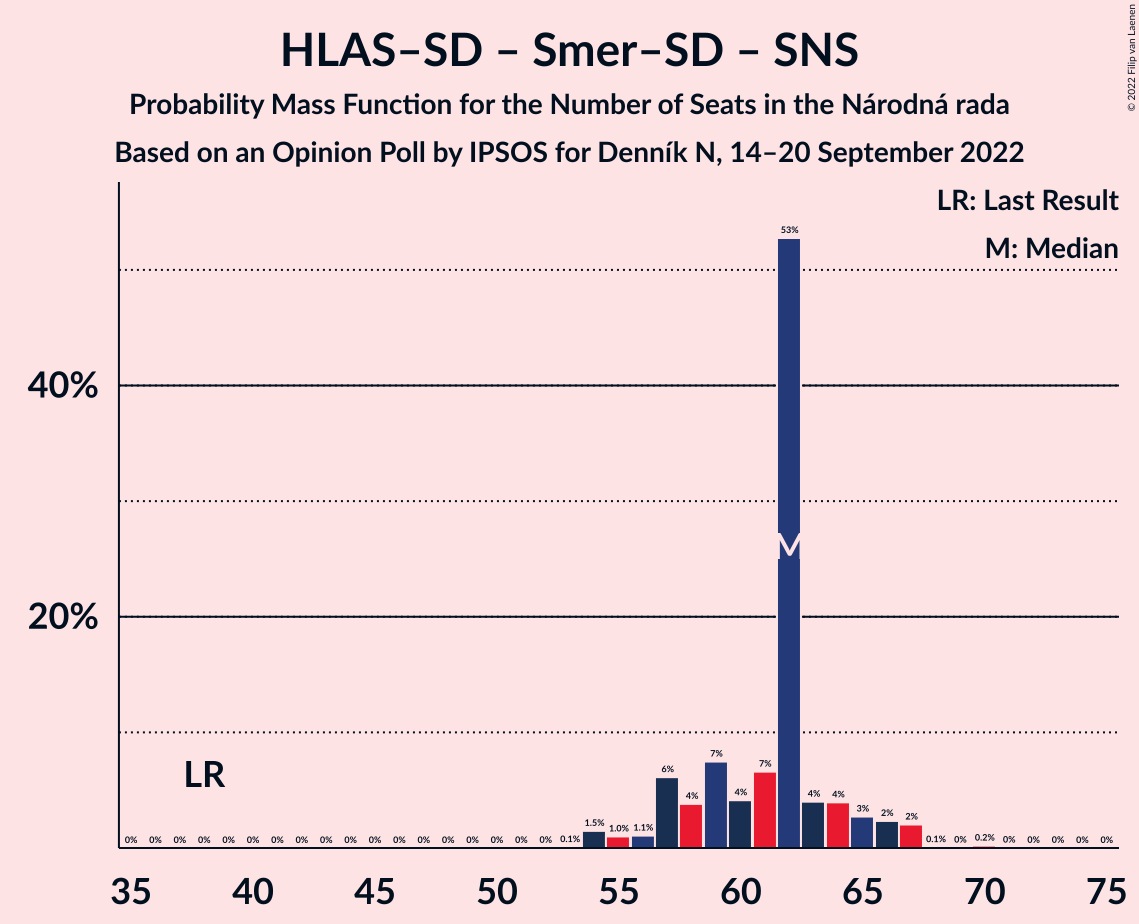 HLAS–SD – Smer–SD – SNS
Probability Mass Function for the Number of Seats in the Národná rada
Based on an Opinion Poll by IPSOS for Denník N, 14–20 September 2022
© 2022 Filip van Laenen
LR: Last Result
M: Median
53%
40%
M
20%
LR
0% 0% 0% 0% 0% 0% 0% 0% 0% 0% 0% 0% 0% 0% 0% 0% 0% 0% 0.1% 1.5% 1.0% 1.1% 6% 4% 7% 4% 7% 4% 4% 3% 2% 2% 0.1% 0% 0.2% 0% 0% 0% 0% 0%
35 40 45 50 55 60 65 70 75